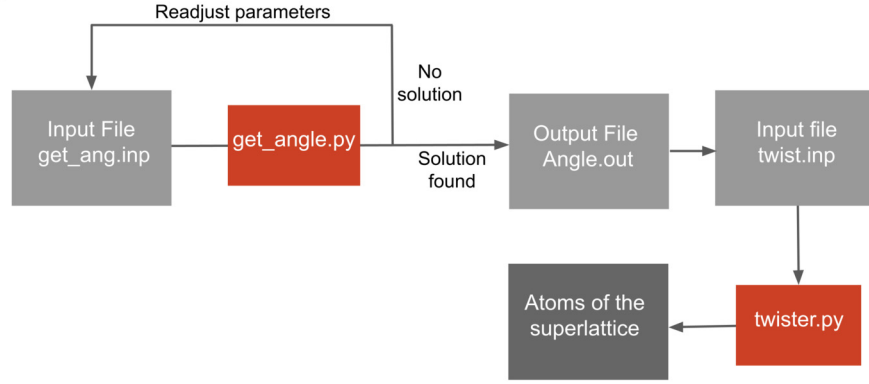 Readjust parameters
No
solution
Input File
get_ang.inp
get_angle.py
Solution
found
Output File
Angle.out
Input file
twist.inp
Atoms of the
superlattice
twister.py